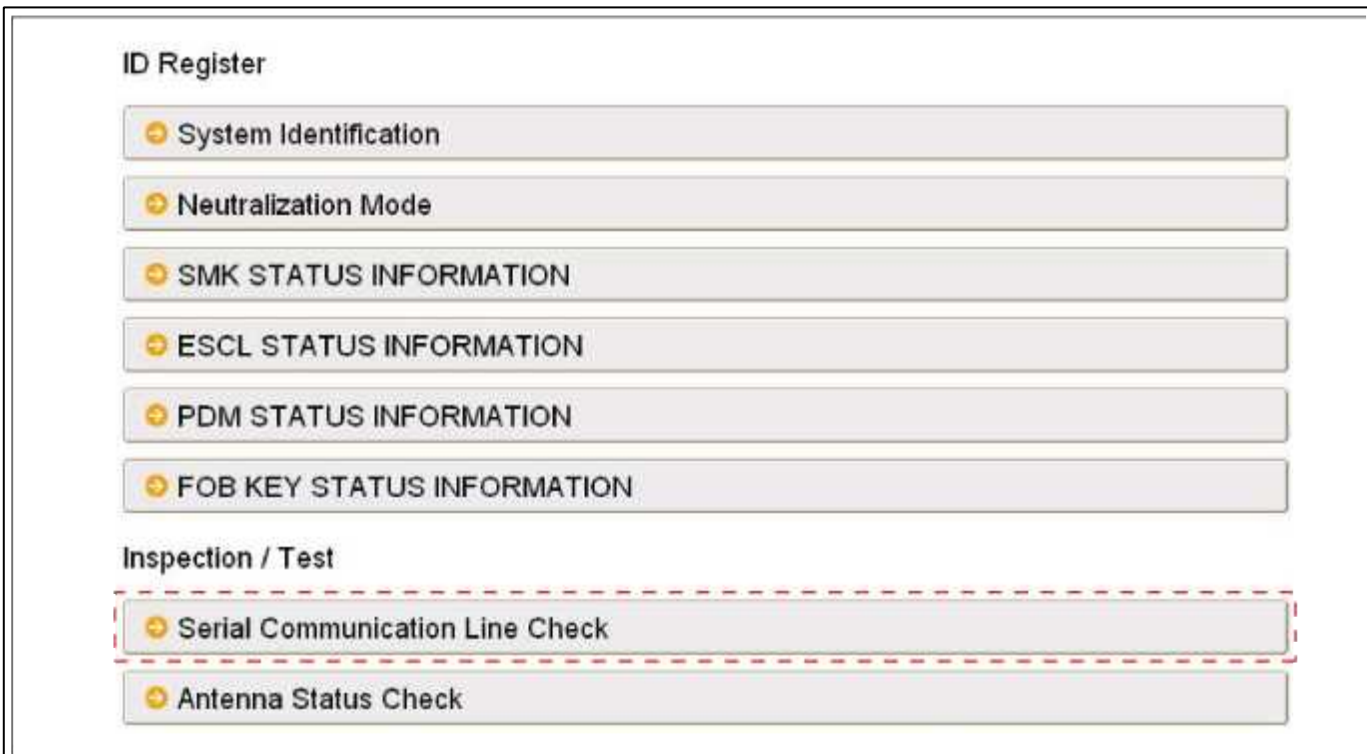 ID Register
System Identification
Neutralization Mode
SMK STATUS INFORMATION
ESCL STATUS INFORMATION
PDM STATUS INFORMATION
FOB KEY STATUS INFORMATION
Inspection / Test
Serial Communication Line Check
Antenna Status Check